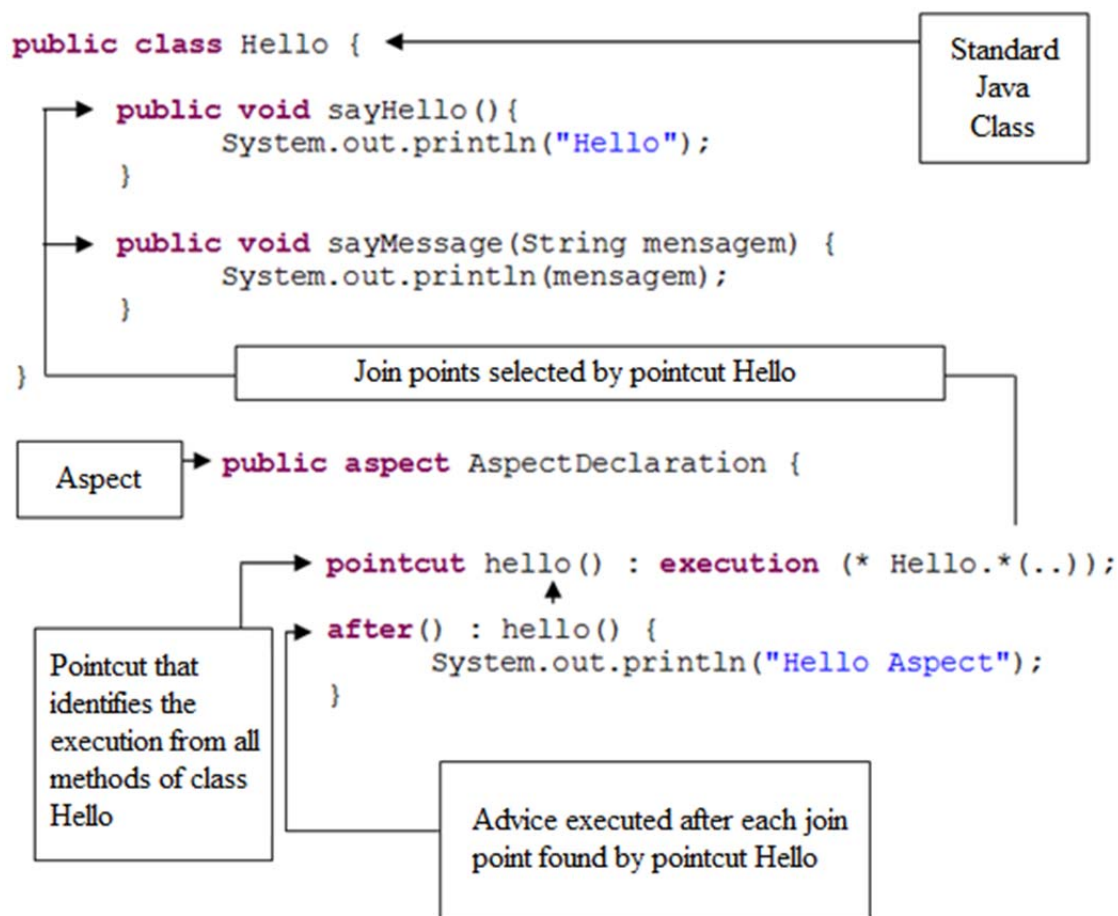 public class Hello {
Standard
Java
Class
public void sayHello(){
System.out.println("Hello");
}
public void sayMessage(String mensagem) {
System.out.println(mensagem);
}
}
Join points selected by pointcut Hello
Aspect
public aspect AspectDeclaration {
pointcut hello() : execution (* Hello.*(..));
after() : hello() {
System.out.println("Hello Aspect");
}
Pointcut that
identifies the
execution from all
methods of class
Hello
Advice executed after each join
point found by pointcut Hello